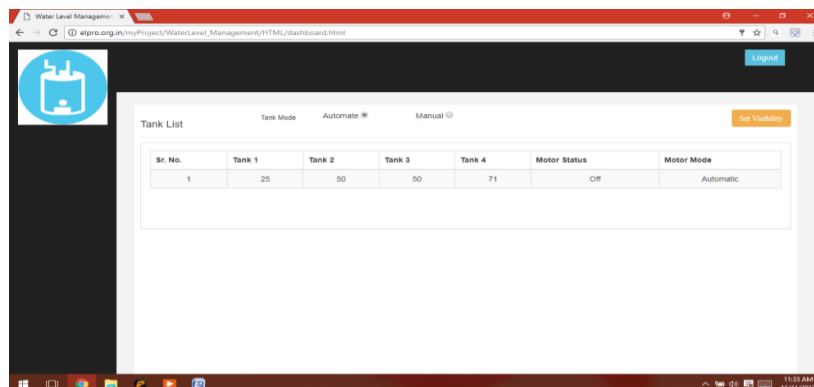 Water Level Managemen
elpro.org.in/myProject/WaterLevel_Management/HTML/dashboard.html
Logout
Tank List Tank Mode Automate Manual Set Visibility
Sr. No. Tank 1 Tank 2 Tank 3 Tank 4 Motor Status Motor Mode
1 25 50 50 71 Off Automatic
11:33 AM